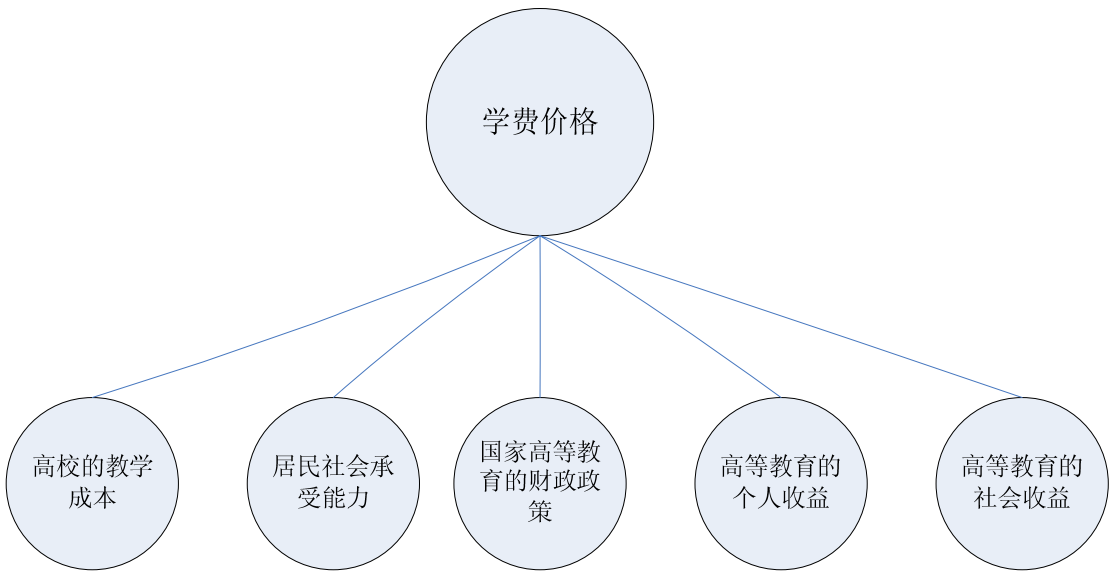 学费价格
高校的教学
成本
居民社会承
受能力
国家高等教
育的财政政
策
高等教育的
个人收益
高等教育的
社会收益